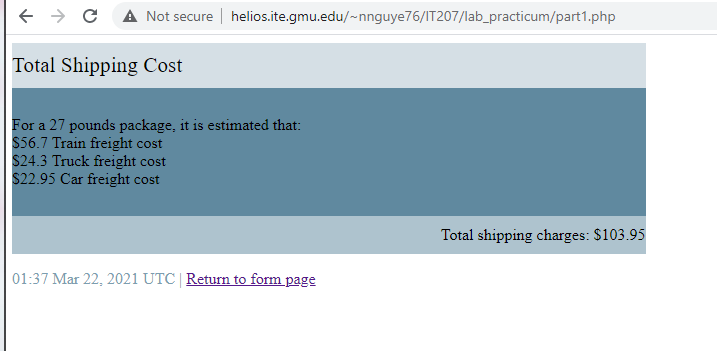 Not secure | helios.ite.gmu.edu/~nnguye76/IT207/lab_practicum/part1.php
Total Shipping Cost
For a 27 pounds package, it is estimated that:
$56.7 Train freight cost
$24.3 Truck freight cost
$22.95 Car freight cost
Total shipping charges: $103.95
01:37 Mar 22, 2021 UTC | Return to form page